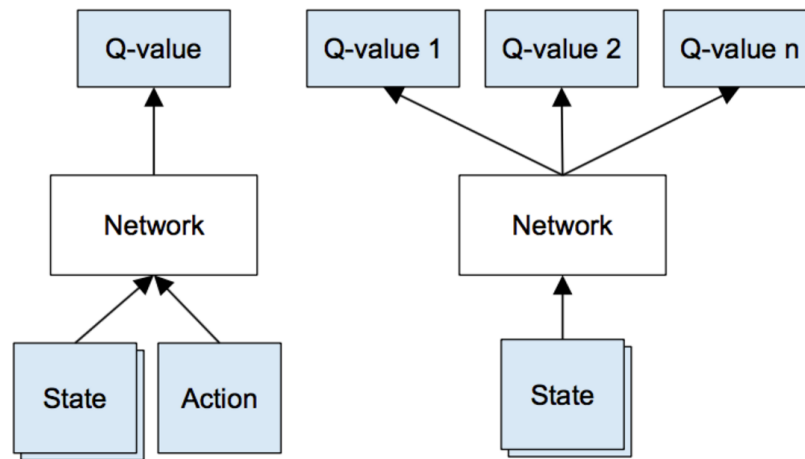 Q-value
Q-value 1
Q-value 2
Q-value n
Network
Network
State
Action
State